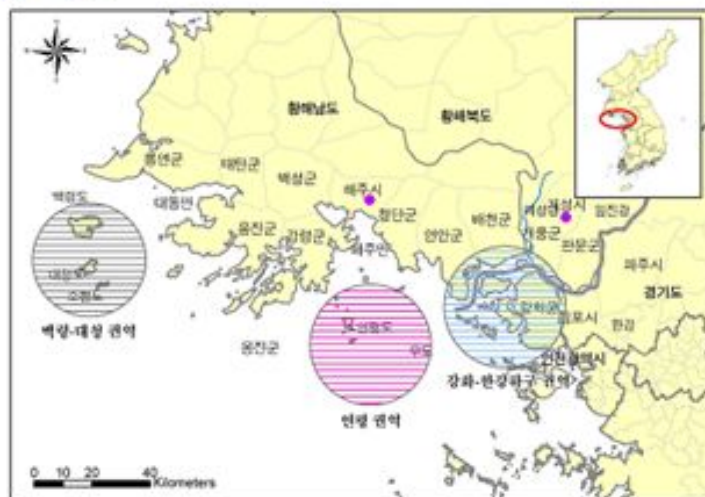 황해남도
황해북도
용연군
태탄군
벽성군
해주시
청단군
배천군
개성시
임진강
백령도
대동만
옹진군
강령군
해주만
연안군
개풍군
판문군
파주시
경기도
대청도
소청도
연평도
우도
강화군
김포시
한강
백령-대청 권역
옹진군
인천광역시
강화-한강하구 권역
연평 권역
0 10 20 40
Kilometers